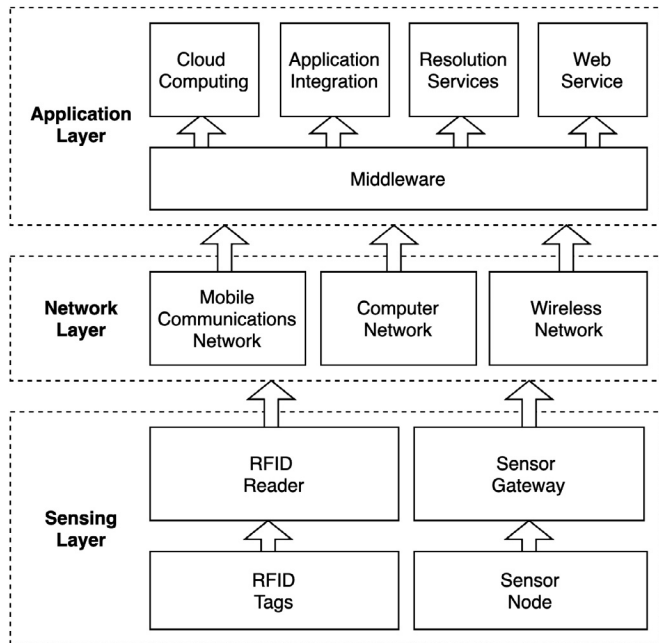 Application
Layer
Cloud
Computing
Application
Integration
Resolution
Services
Web
Service
Middleware
Network
Layer
Mobile
Communications
Network
Computer
Network
Wireless
Network
Sensing
Layer
RFID
Reader
Sensor
Gateway
RFID
Tags
Sensor
Node